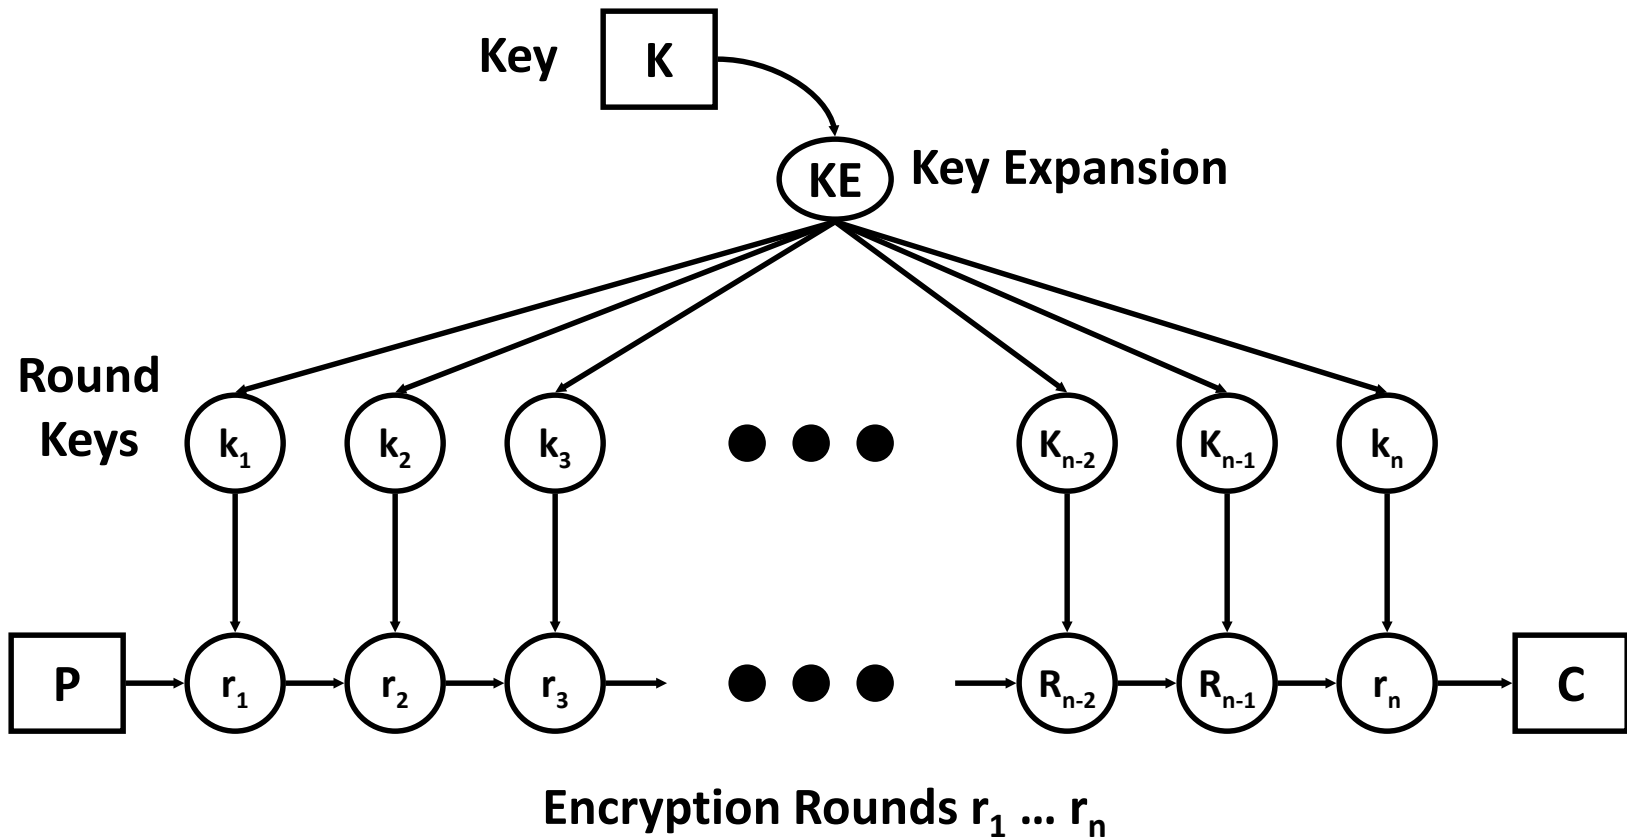 Key
K
KE
Key Expansion
Round
Keys
k1
k2
k3
Kn-2
Kn-1
kn
P
r1
r2
r3
Rn-2
Rn-1
rn
C
Encryption Rounds r1 ... rn